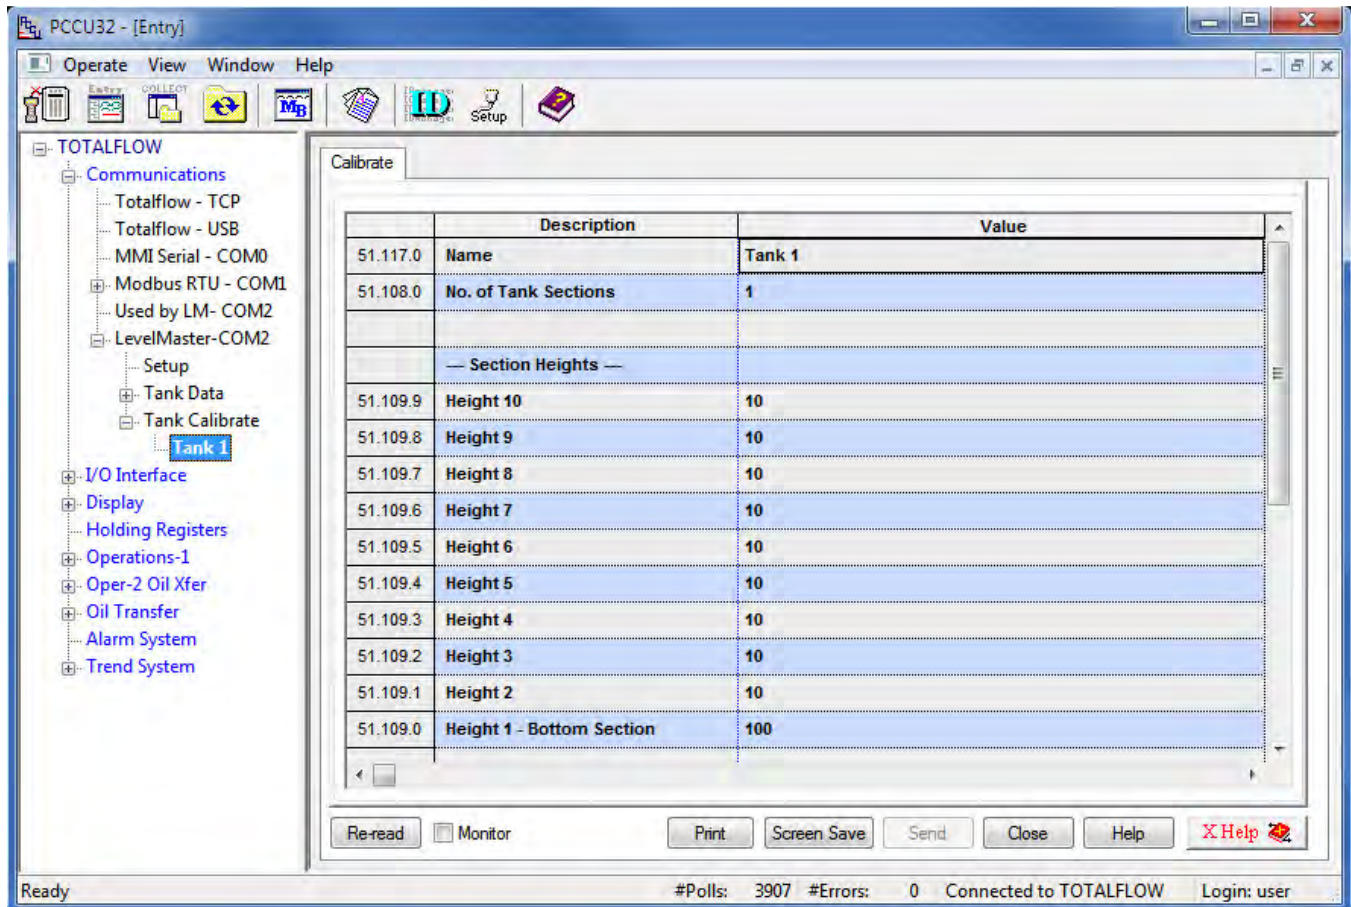 PCCU32 - [Entry]
Operate View Window Help
Entry COLLECT MB ID Setup
TOTALFLOW
Communications
Totalflow - TCP
Totalflow - USB
MMI Serial - COM0
Modbus RTU - COM1
Used by LM- COM2
LevelMaster-COM2
Setup
Tank Data
Tank Calibrate
Tank 1
I/O Interface
Display
Holding Registers
Operations-1
Oper-2 Oil Xfer
Oil Transfer
Alarm System
Trend System
Calibrate
Description Value
51.117.0 Name Tank 1
51.108.0 No. of Tank Sections 1
--- Section Heights ---
51.109.9 Height 10 10
51.109.8 Height 9 10
51.109.7 Height 8 10
51.109.6 Height 7 10
51.109.5 Height 6 10
51.109.4 Height 5 10
51.109.3 Height 4 10
51.109.2 Height 3 10
51.109.1 Height 2 10
51.109.0 Height 1 - Bottom Section 100
Re-read Monitor Print Screen Save Send Close Help X Help
Ready #Polls: 3907 #Errors: 0 Connected to TOTALFLOW Login: user